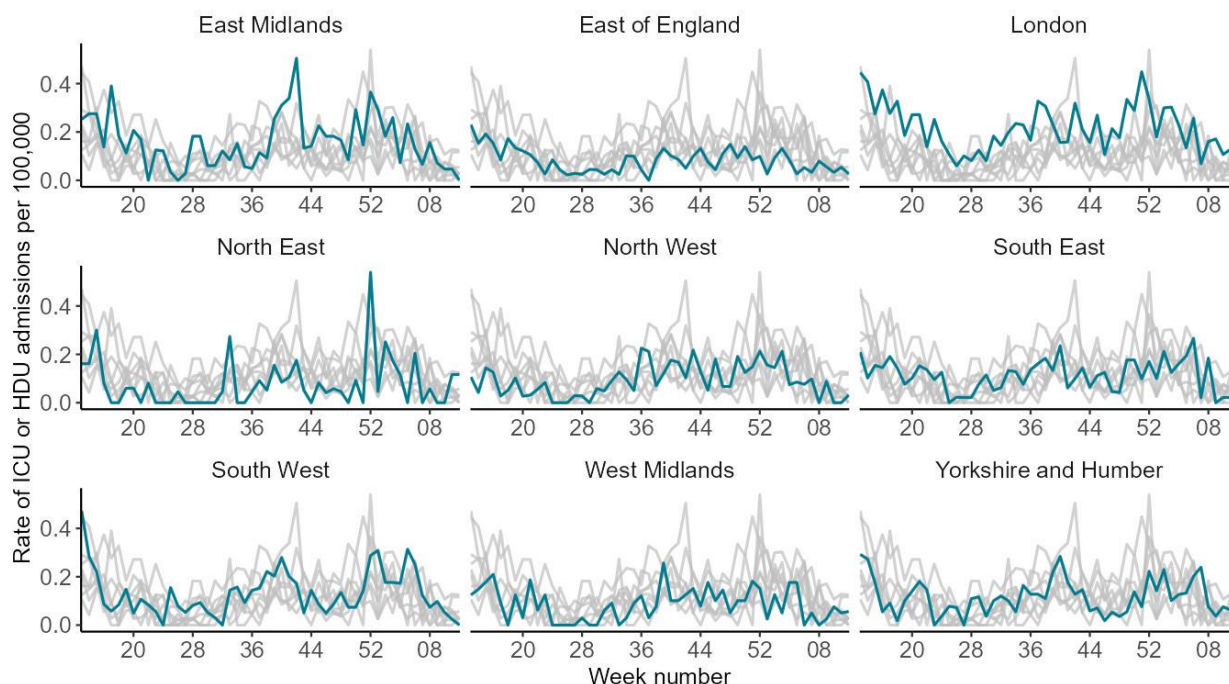 East Midlands
East of England
London
0.4
0.2
0.0
20 28 36 44 52 08
20 28 36 44 52 08
20 28 36 44 52 08
North East
North West
South East
0.4
0.2
0.0
20 28 36 44 52 08
20 28 36 44 52 08
20 28 36 44 52 08
South West
West Midlands
Yorkshire and Humber
0.4
0.2
0.0
20 28 36 44 52 08
20 28 36 44 52 08
20 28 36 44 52 08
Rate of ICU or HDU admissions per 100,000
Week number